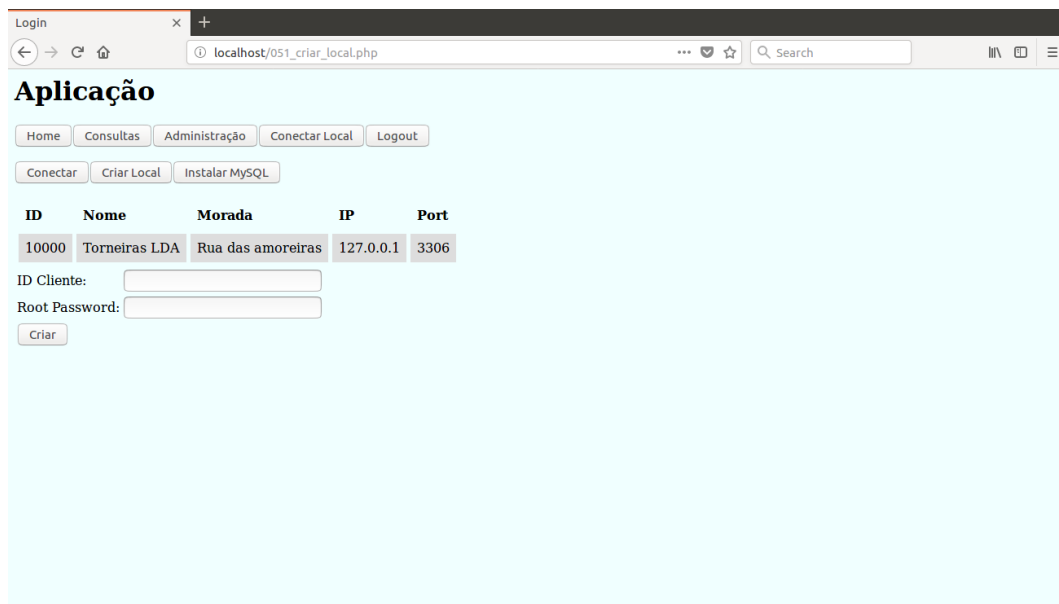 Login
localhost/051_criar_local.php
Search
Aplicação
Home Consultas Administração Conectar Local Logout
Conectar Criar Local Instalar MySQL
ID Nome Morada IP Port
10000 Torneiras LDA Rua das amoreiras 127.0.0.1 3306
ID Cliente:
Root Password:
Criar